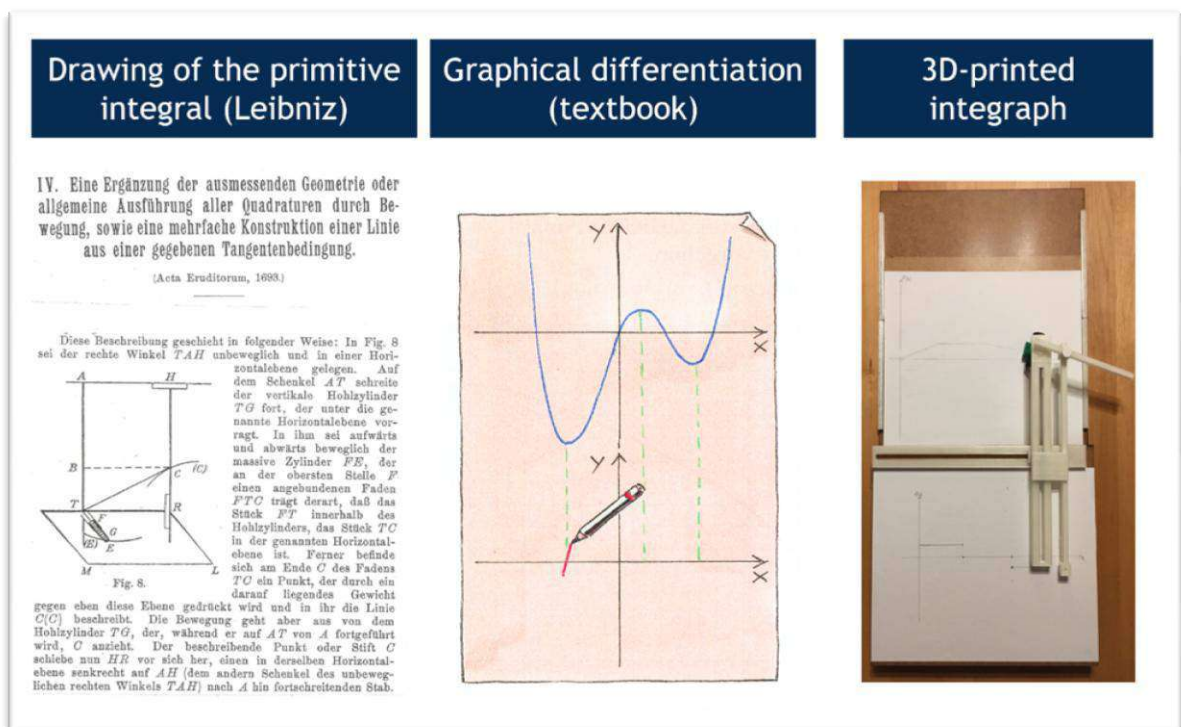 Drawing of the primitive
integral (Leibniz)
Graphical differentiation
(textbook)
3D-printed
integraph
IV. Eine Ergänzung der ausmessenden Geometrie oder
allgemeine Ausführung aller Quadraturen durch Be-
wegung, sowie eine mehrfache Konstruktion einer Linie
aus einer gegebenen Tangentenbedingung.
(Acta Eruditorum, 1693.)
Diese Beschreibung geschieht in folgender Weise: In Fig. 8
sei der rechte Winkel TAH unbeweglich und in einer Hori-
zontalebene gelegen. Auf
dem Schenkel AT schreite
der vertikale Hohlzylinder
TG fort, der unter die ge-
nannte Horizontalebene vor-
ragt. In ihm sei aufwärts
und abwärts beweglich der
massive Zylinder FE, der
an der obersten Stelle F
einen angebundenen Faden
FTC trägt derart, daß das
Stück FT innerhalb des
Hohlzylinders, das Stück TC
in der genannten Horizontal-
ebene ist. Ferner befinde
sich am Ende C des Fadens
TC ein Punkt, der durch ein
darauf liegendes Gewicht
gegen eben diese Ebene gedrückt wird und in ihr die Linie
C(C) beschreibt. Die Bewegung geht aber aus von dem
Hohlzylinder TG, der, während er auf AT von A fortgeführt
wird, C anzieht. Der beschreibende Punkt oder Stift C
schiebe nun HR vor sich her, einen in derselben Horizontal-
ebene senkrecht auf AH (dem andern Schenkel des unbeweg-
lichen rechten Winkels TAH) nach A hin fortschreitenden Stab.
A H
B C (C)
T R
F
G
(E) E
M L
Fig. 8.
y
x
y
x